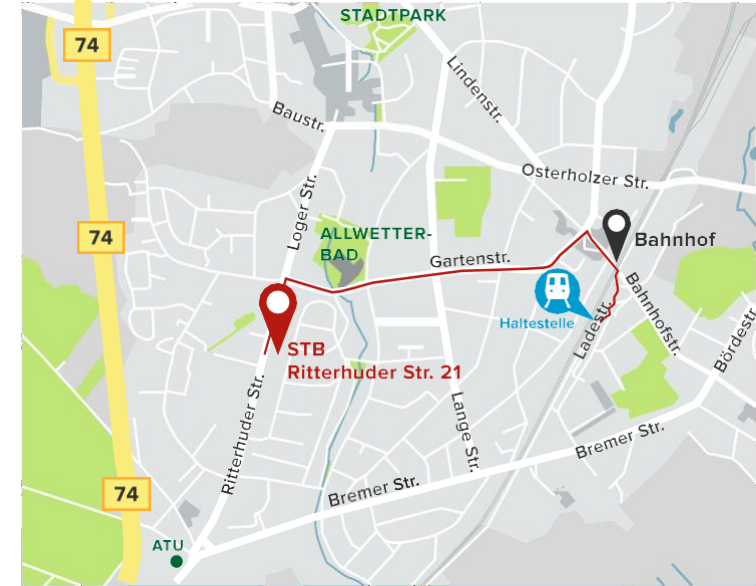 STADTPARK
74
Lindenstr.
Baustr.
Osterholzer Str.
Loger Str.
74
ALLWETTER-
BAD
Bahnhof
Gartenstr.
Haltestelle
Ladestr.
Bahnhofstr.
Bördestr
STB
Ritterhuder Str. 21
Ritterhuder Str.
Lange Str.
Bremer Str.
Bremer Str.
74
ATU